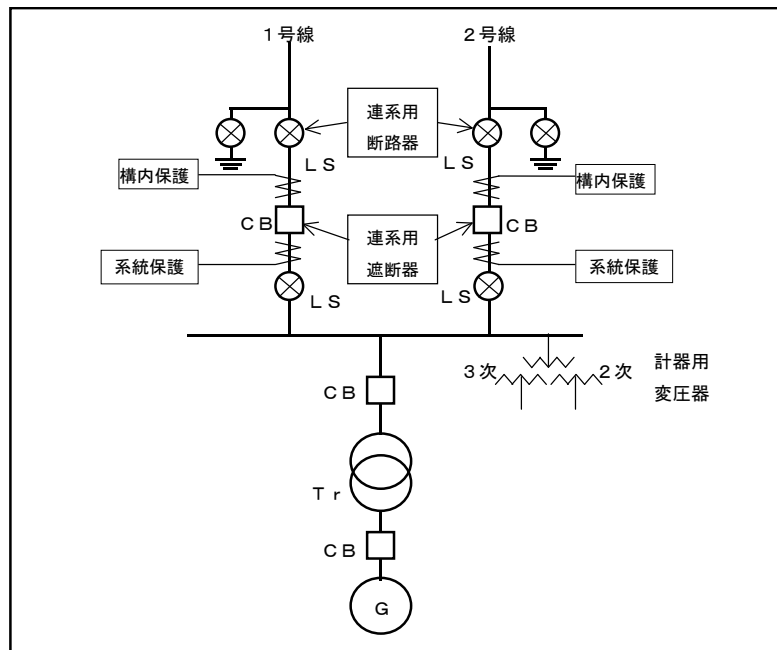 1号線
2号線
連系用
断路器
LS
LS
構内保護
構内保護
CB
連系用
遮断器
CB
系統保護
系統保護
LS
LS
3次
2次
計器用
変圧器
CB
Tr
CB
G